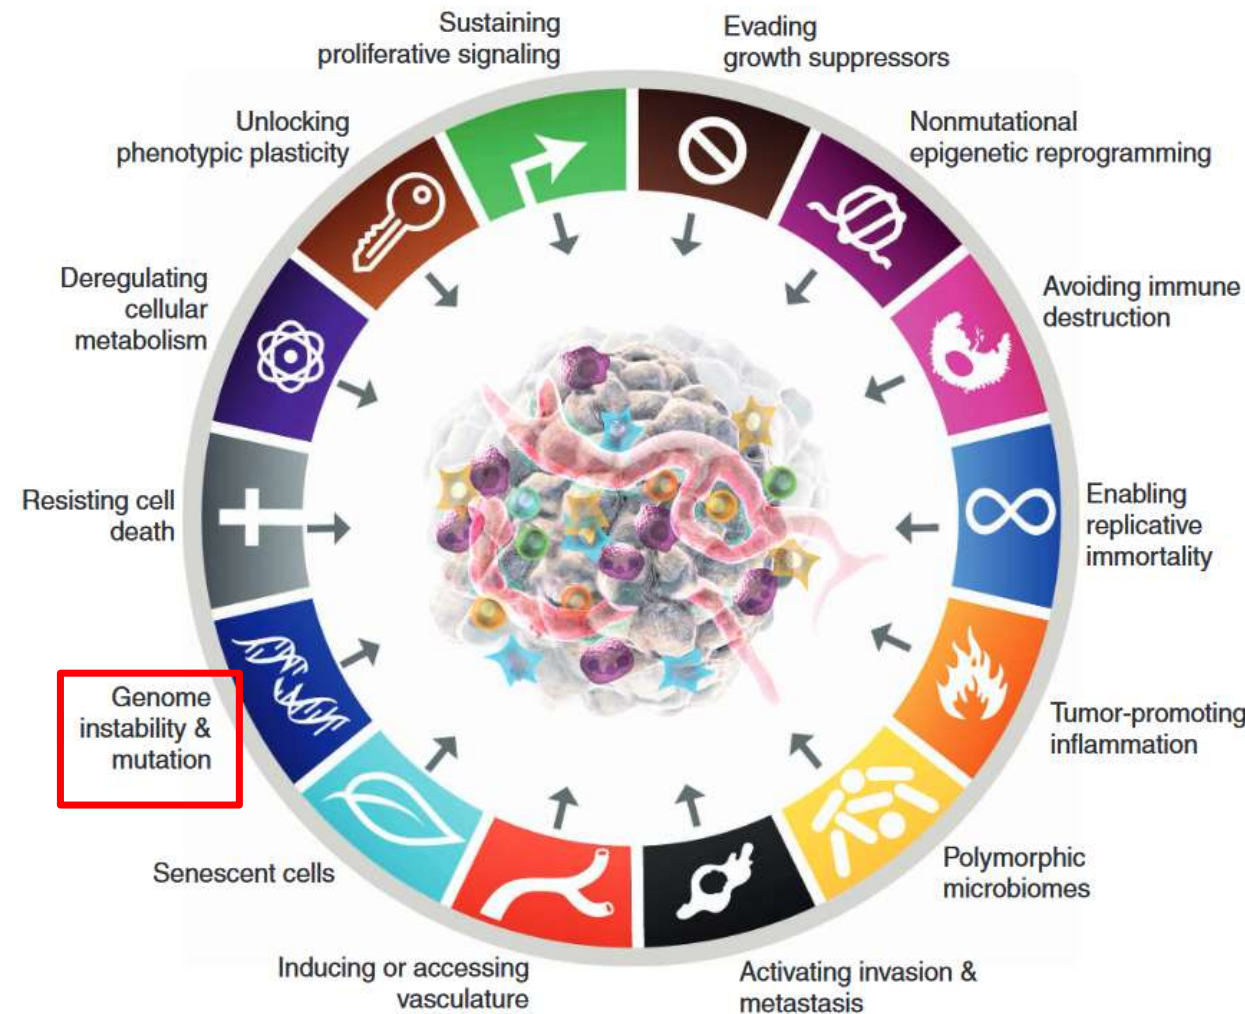 Sustaining
proliferative signaling
Evading
growth suppressors
Unlocking
phenotypic plasticity
Nonmutational
epigenetic reprogramming
Deregulating
cellular
metabolism
Avoiding immune
destruction
Resisting cell
death
Enabling
replicative
immortality
Genome
instability &
mutation
Tumor-promoting
inflammation
Senescent cells
Polymorphic
microbiomes
Inducing or accessing
vasculature
Activating invasion &
metastasis